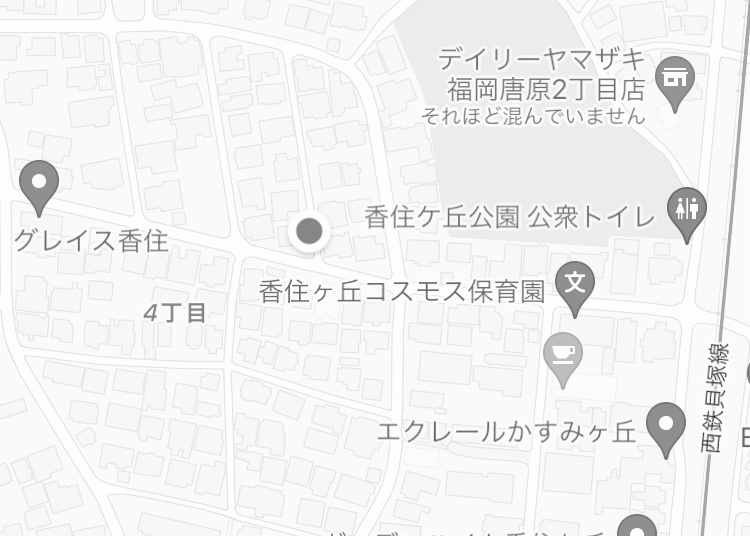 デイリーヤマザキ
福岡唐原2丁目店
それほど混んでいません
香住ケ丘公園 公衆トイレ
グレイス香住
香住ヶ丘コスモス保育園
文
4丁目
西鉄貝塚線
エクレールかすみヶ丘